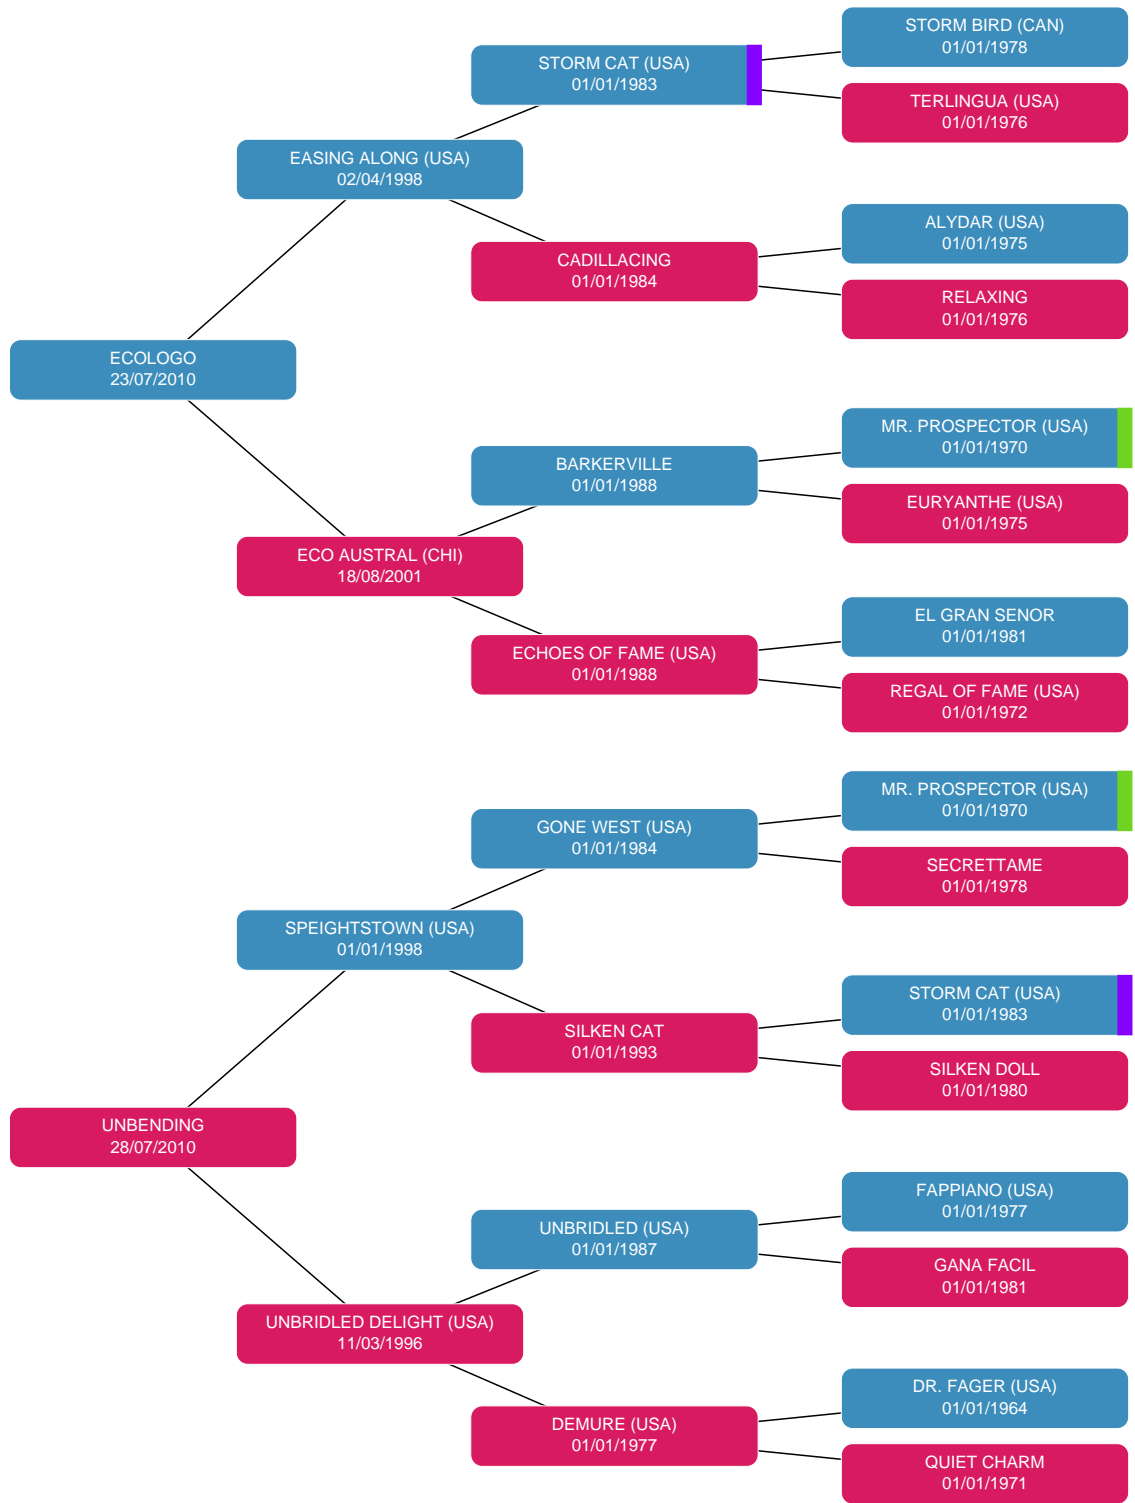 STORM BIRD (CAN)
01/01/1978
STORM CAT (USA)
01/01/1983
TERLINGUA (USA)
01/01/1976
EASING ALONG (USA)
02/04/1998
ALYDAR (USA)
01/01/1975
CADILLACING
01/01/1984
RELAXING
01/01/1976
ECOLOGO
23/07/2010
MR. PROSPECTOR (USA)
01/01/1970
BARKERVILLE
01/01/1988
EURYANTHE (USA)
01/01/1975
ECO AUSTRAL (CHI)
18/08/2001
EL GRAN SENOR
01/01/1981
ECHOES OF FAME (USA)
01/01/1988
REGAL OF FAME (USA)
01/01/1972
MR. PROSPECTOR (USA)
01/01/1970
GONE WEST (USA)
01/01/1984
SECRETTAME
01/01/1978
SPEIGHTSTOWN (USA)
01/01/1998
STORM CAT (USA)
01/01/1983
SILKEN CAT
01/01/1993
SILKEN DOLL
01/01/1980
UNBENDING
28/07/2010
FAPPIANO (USA)
01/01/1977
UNBRIDLED (USA)
01/01/1987
GANA FACIL
01/01/1981
UNBRIDLED DELIGHT (USA)
11/03/1996
DR. FAGER (USA)
01/01/1964
DEMURE (USA)
01/01/1977
QUIET CHARM
01/01/1971